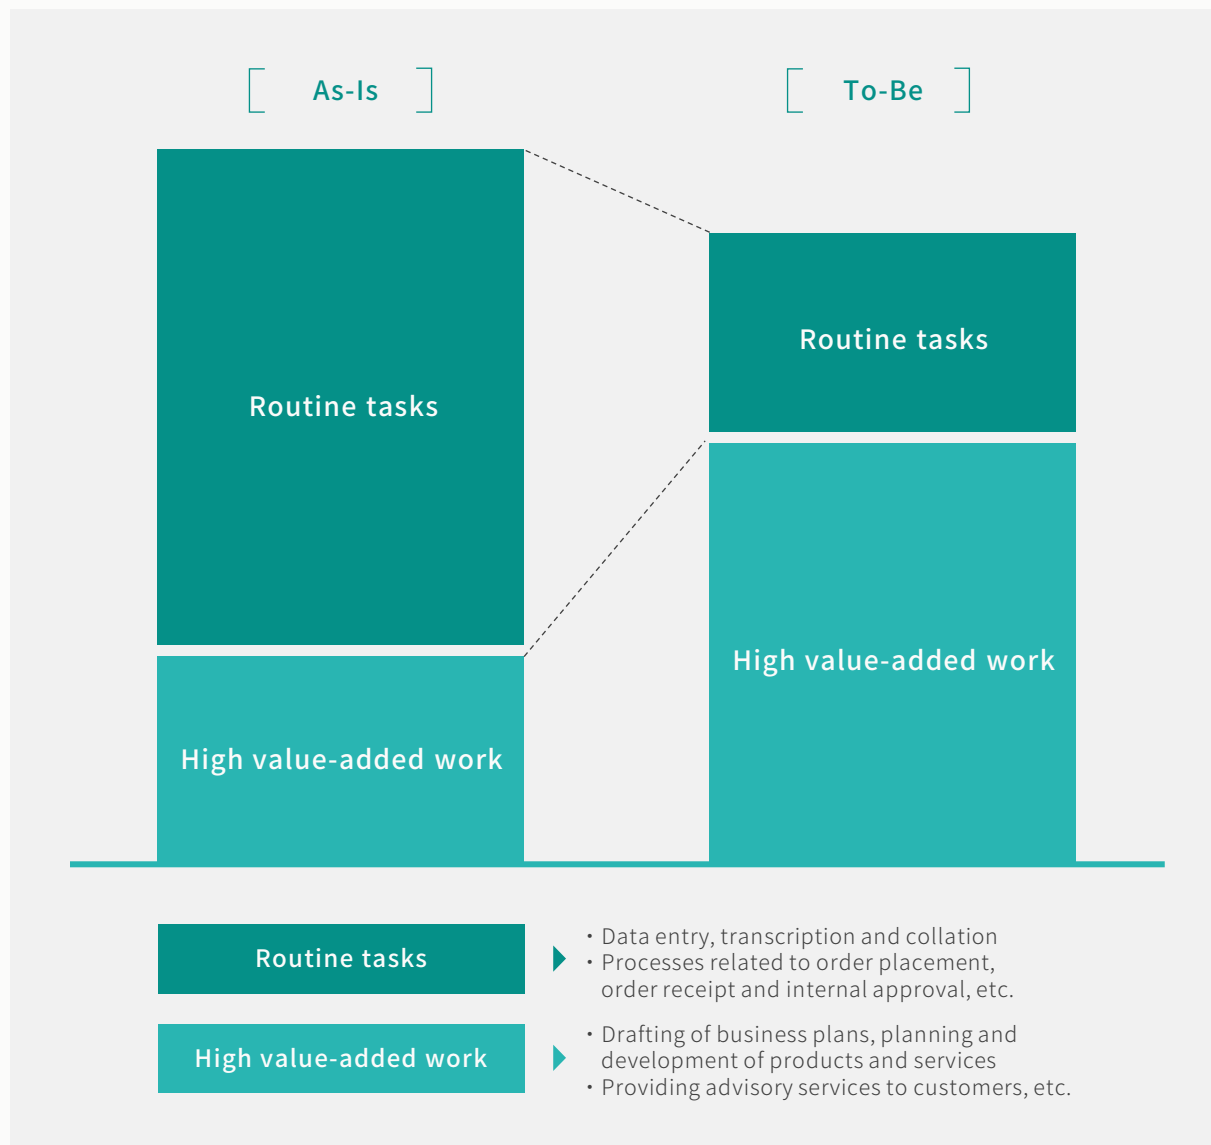 As-Is
To-Be
Routine tasks
Routine tasks
High value-added work
High value-added work
Routine tasks
・Data entry, transcription and collation
・Processes related to order placement,
order receipt and internal approval, etc.
High value-added work
・Drafting of business plans, planning and
development of products and services
・Providing advisory services to customers, etc.